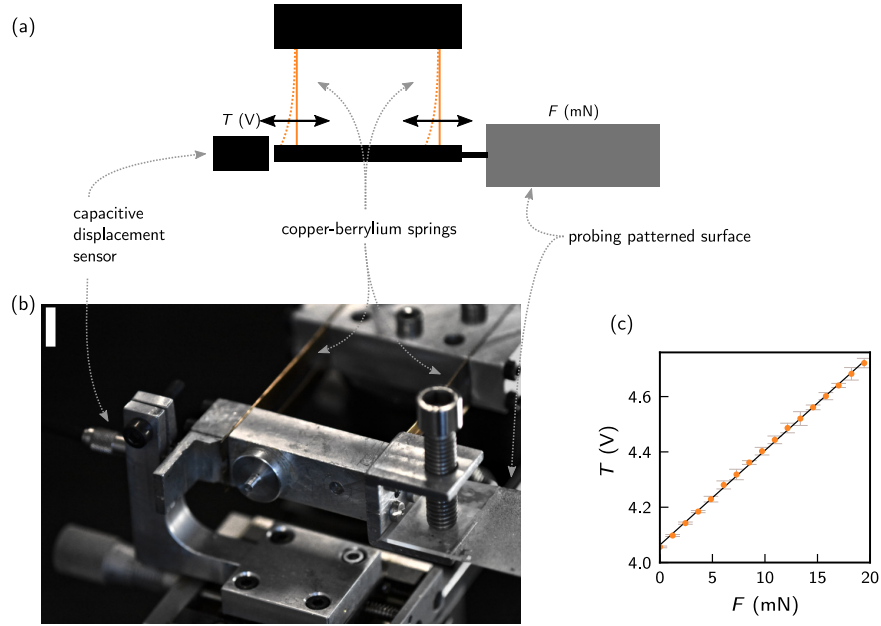 (a)
T (V)
F (mN)
capacitive
displacement
sensor
copper-berrylium springs
probing patterned surface
(b)
(c)
4.6
4.4
4.2
4.0
T (V)
0
5
10
15
20
F (mN)